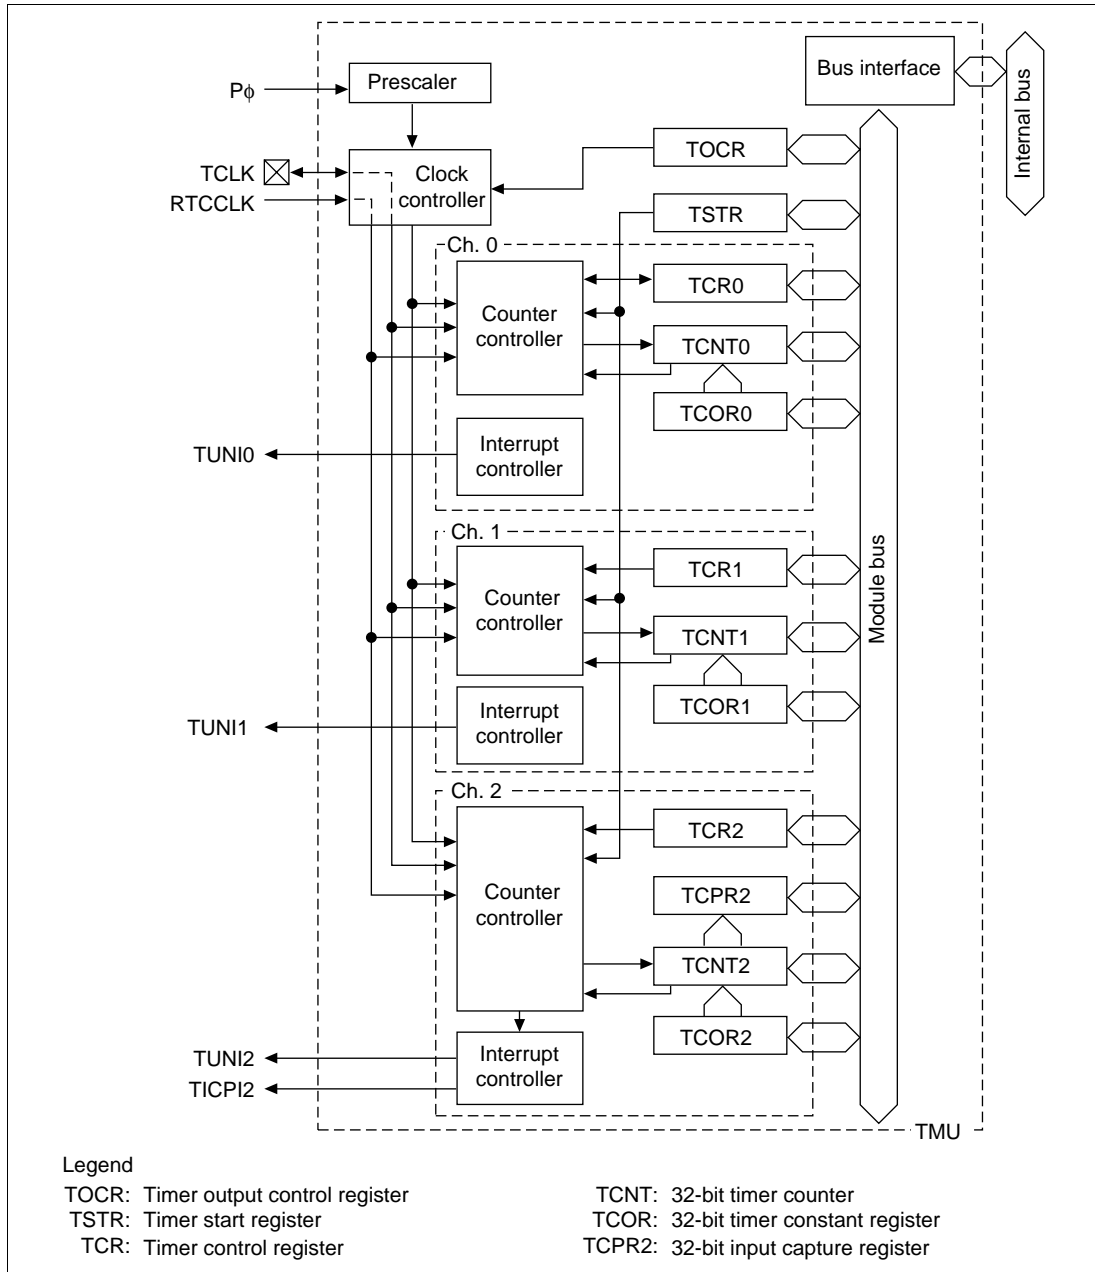 Bus interface
Internal bus
Pϕ
Prescaler
TCLK
RTCCLK
Clock
controller
TOCR
TSTR
Ch. 0
Counter
controller
TCR0
TCNT0
TCOR0
Interrupt
controller
TUNI0
Module bus
Ch. 1
Counter
controller
TCR1
TCNT1
TCOR1
Interrupt
controller
TUNI1
Ch. 2
Counter
controller
TCR2
TCPR2
TCNT2
TCOR2
Interrupt
controller
TUNI2
TICPI2
TMU
Legend
TOCR: Timer output control register
TSTR: Timer start register
TCR: Timer control register
TCNT: 32-bit timer counter
TCOR: 32-bit timer constant register
TCPR2: 32-bit input capture register